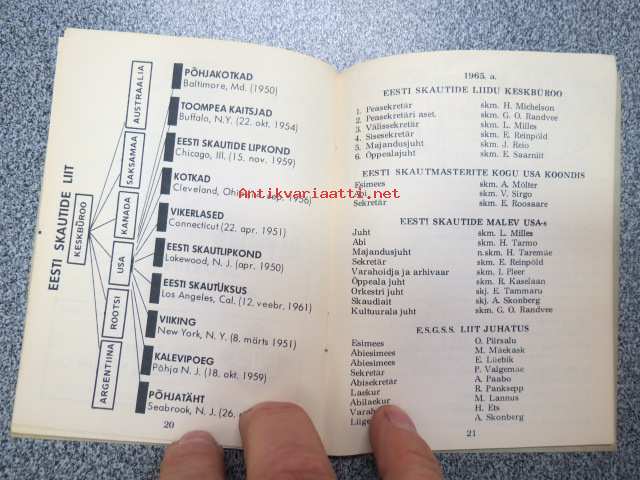 EESTI SKAUTIDE LIIT
KESKBÜROO
AUSTRAALIA
SAKSAMAA
KANADA
USA
ROOTSI
ARGENTIINA
PÕHJAKOTKAD
Baltimore, Md. (1950)
TOOMPEA KAITSJAD
Buffalo, N.Y. (22. okt. 1954)
EESTI SKAUTIDE LIPKOND
Chicago, Ill. (15. nov. 1959)
KOTKAD
Cleveland, Ohio sep. 1956)
VIKERLASED
Connecticut (22. apr. 1951)
EESTI SKAUTLIPKOND
Lakewood, N. J. (apr. 1950)
EESTI SKAUTÜKSUS
Los Angeles, Cal. (12. veebr. 1961)
VIIKING
New York, N. Y. (8. märts 1951)
KALEVIPOEG
Põhja N. J. (18. okt. 1959)
PÕHJATÄHT
Seabrook, N. J. (26.
20
1965. a.
EESTI SKAUTIDE LIIDU KESKBÜROO
1. Peasekretär skm. H. Michelson
2. Peasekretäri aset. skm. G. O. Randvee
3. Välissekretär skm. L. Milles
4. Sisesekretär skm. E. Reinpõld
5. Majandusjuht skm. J. Reio
6. Õppealajuht skm. E. Saarniit
EESTI SKAUTMASTERITE KOGU USA KOONDIS
Esimees skm. A. Mölter
Abi skm. V. Sirgo
Sekretär skm. E. Roosaare
EESTI SKAUTIDE MALEV USA-s
Juht skm. L. Milles
Abi skm. H. Tarmo
Majandusjuht n.skm. H. Taremäe
Sekretär skm. E. Reinpõld
Varahoidja ja arhivaar skm. I. Pleer
Õppeala juht skm. R. Kaselaan
Orkestri juht skj. E. Tammaru
Skaudiait skj. A. Skonberg
Kultuurala juht skm. G. O. Randvee
E.S.G.S.S. LIIT JUHATUS
Esimees O. Piirsalu
Abiesimees M. Mäekask
Abiesimees E. Lüebik
Sekretär P. Valgemäe
Abisekretär A. Paabo
Laekur R. Panksepp
Abilaekur M. Lannus
H. Ets
A. Skonberg
21
Antikvariaatti.net